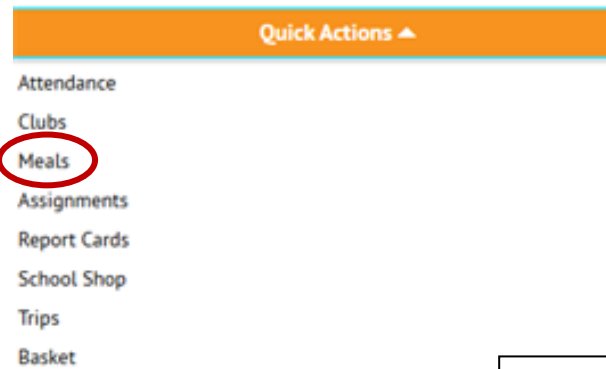 Quick Actions
Attendance
Clubs
Meals
Assignments
Report Cards
School Shop
Trips
Basket